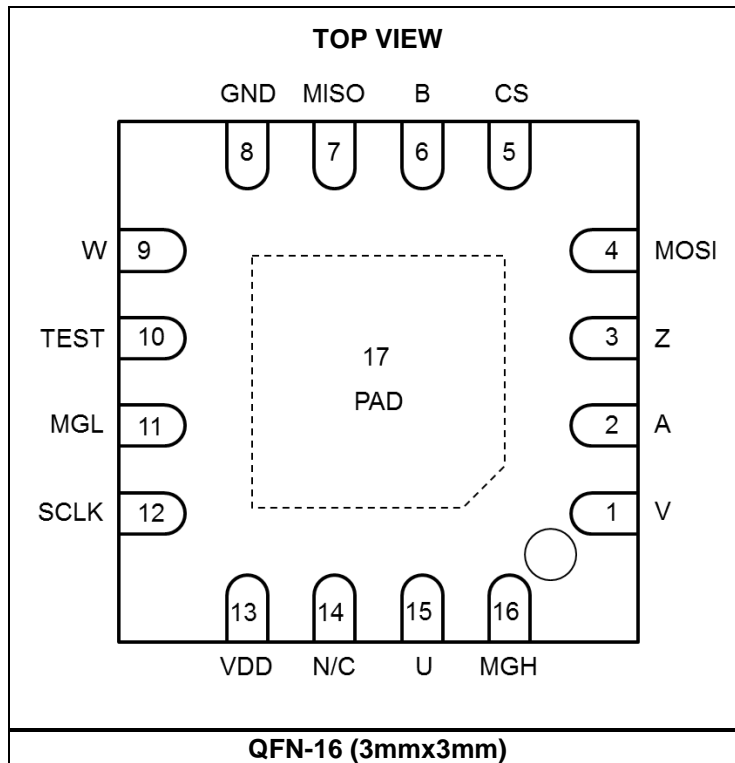 TOP VIEW
GND MISO B CS
8 7 6 5
W 9 4 MOSI
TEST 10 3 Z
17
PAD
MGL 11 2 A
SCLK 12 1 V
13 14 15 16
VDD N/C U MGH
QFN-16 (3mmx3mm)